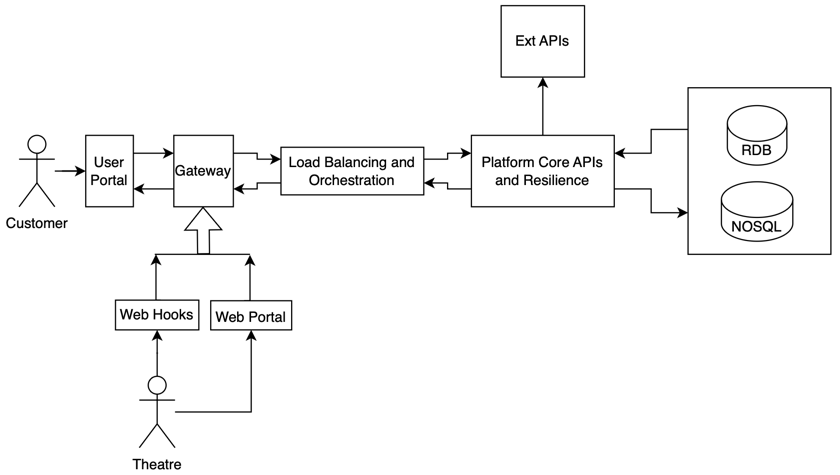 Ext APIs
RDB
NOSQL
User
Portal
Gateway
Load Balancing and
Orchestration
Platform Core APIs
and Resilience
Customer
Web Hooks
Web Portal
Theatre